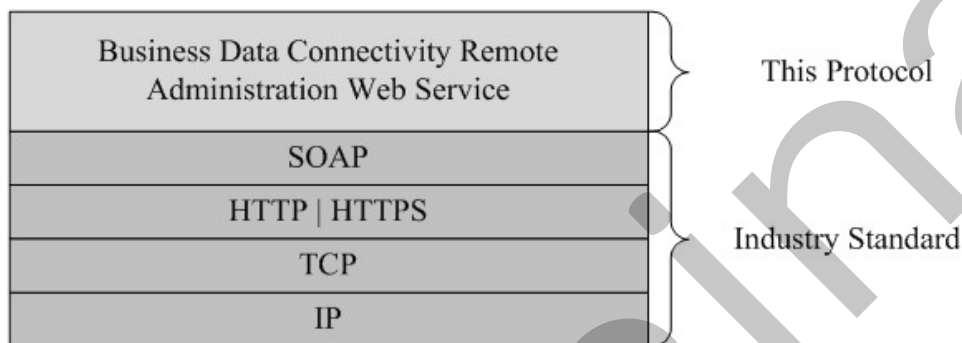 Business Data Connectivity Remote
Administration Web Service
This Protocol
SOAP
HTTP | HTTPS
Industry Standard
TCP
IP